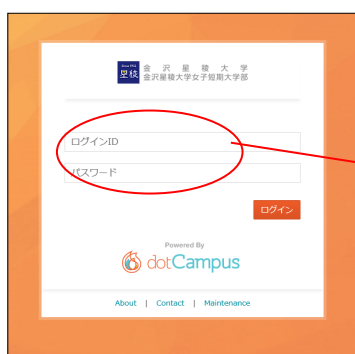 星稜
金沢星稜大学
金沢星稜大学女子短期大学部
ログインID
パスワード
ログイン
Powered By
dotCampus
About | Contact | Maintenance